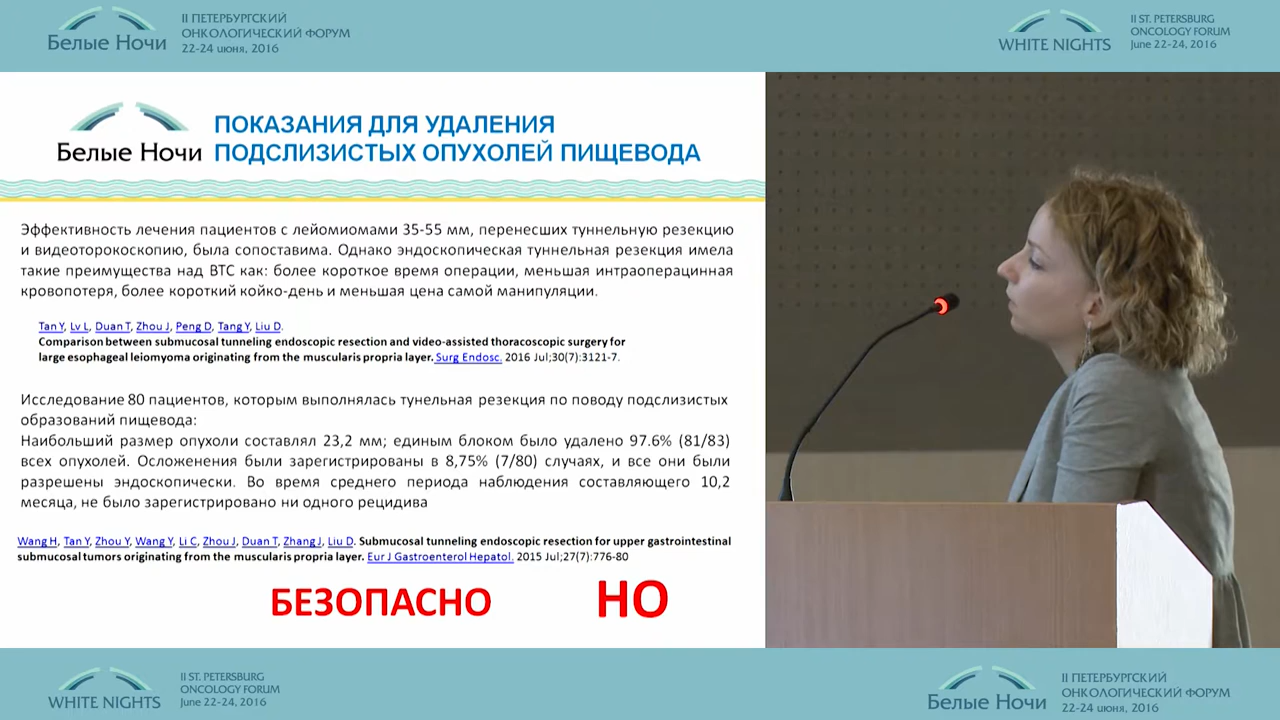 Белые Ночи
II ПЕТЕРБУРГСКИЙ
ОНКОЛОГИЧЕСКИЙ ФОРУМ
22-24 июня, 2016
WHITE NIGHTS
II ST. PETERSBURG
ONCOLOGY FORUM
June 22-24, 2016
Белые Ночи
ПОКАЗАНИЯ ДЛЯ УДАЛЕНИЯ
ПОДСЛИЗИСТЫХ ОПУХОЛЕЙ ПИЩЕВОДА
Эффективность лечения пациентов с лейомиомами 35-55 мм, перенесших туннельную резекцию
и видеоторокоскопию, была сопоставима. Однако эндоскопическая туннельная резекция имела
такие преимущества над ВТС как: более короткое время операции, меньшая интраоперацинная
кровопотеря, более короткий койко-день и меньшая цена самой манипуляции.
Tan Y, Lv L, Duan T, Zhou J, Peng D, Tang Y, Liu D.
Comparison between submucosal tunneling endoscopic resection and video-assisted thoracoscopic surgery for
large esophageal leiomyoma originating from the muscularis propria layer. Surg Endosc. 2016 Jul;30(7):3121-7.
Исследование 80 пациентов, которым выполнялась тунельная резекция по поводу подслизистых
образований пищевода:
Наибольший размер опухоли составлял 23,2 мм; единым блоком было удалено 97.6% (81/83)
всех опухолей. Осложенения были зарегистрированы в 8,75% (7/80) случаях, и все они были
разрешены эндоскопически. Во время среднего периода наблюдения составляющего 10,2
месяца, не было зарегистрировано ни одного рецидива
Wang H, Tan Y, Zhou Y, Wang Y, Li C, Zhou J, Duan T, Zhang J, Liu D. Submucosal tunneling endoscopic resection for upper gastrointestinal
submucosal tumors originating from the muscularis propria layer. Eur J Gastroenterol Hepatol. 2015 Jul;27(7):776-80
БЕЗОПАСНО НО
WHITE NIGHTS
II ST. PETERSBURG
ONCOLOGY FORUM
June 22-24, 2016
Белые Ночи
II ПЕТЕРБУРГСКИЙ
ОНКОЛОГИЧЕСКИЙ ФОРУМ
22-24 июня, 2016